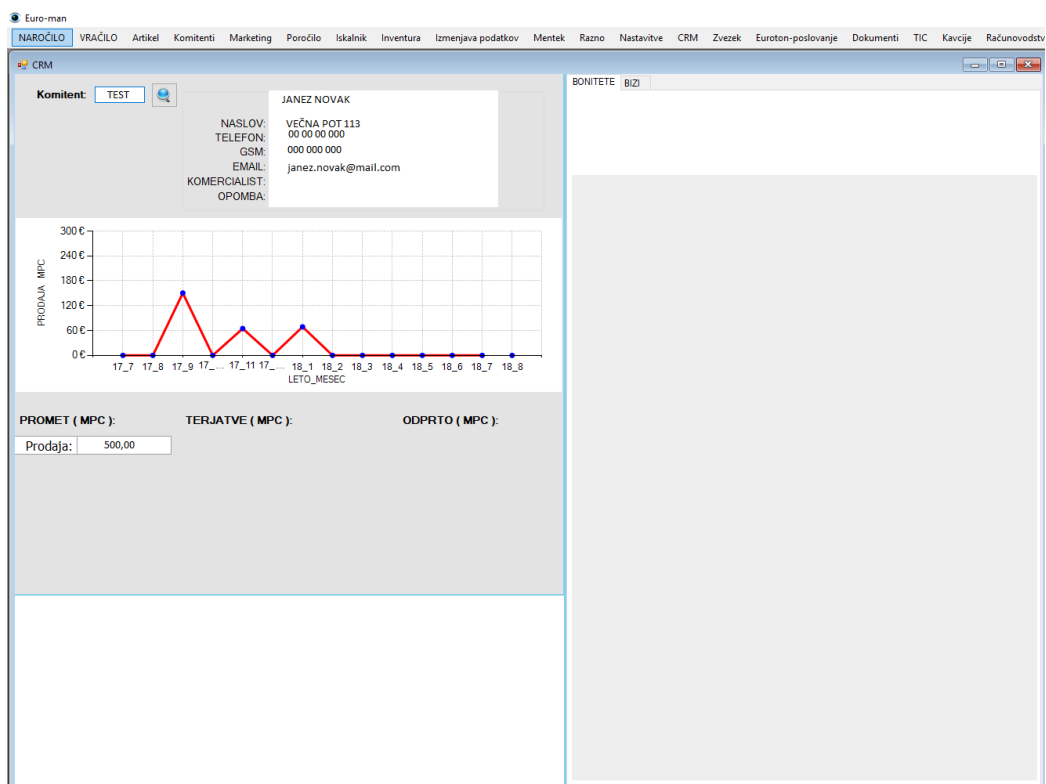 Euro-man
NAROČILO VRAČILO Artikel Komitenti Marketing Poročilo Iskalnik Inventura Izmenjava podatkov Mentek Razno Nastavitve CRM Zvezek Euroton-poslovanje Dokumenti TIC Kavcije Računovodstv
CRM
Komitent: TEST
JANEZ NOVAK
NASLOV: VEČNA POT 113
TELEFON: 00 00 00 000
GSM: 000 000 000
EMAIL: janez.novak@mail.com
KOMERCIALIST:
OPOMBA:
BONITETE BIZI
PRODAJA MPC
300 €
240 €
180 €
120 €
60 €
0 €
17_7 17_8 17_9 17_... 17_11 17_... 18_1 18_2 18_3 18_4 18_5 18_6 18_7 18_8
LETO_MESEC
PROMET ( MPC ): TERJATVE ( MPC ): ODPRTO ( MPC ):
Prodaja: 500,00